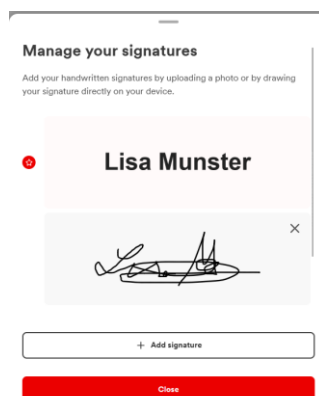 Manage your signatures
Add your handwritten signatures by uploading a photo or by drawing
your signature directly on your device.
Lisa Munster
+ Add signature
Close